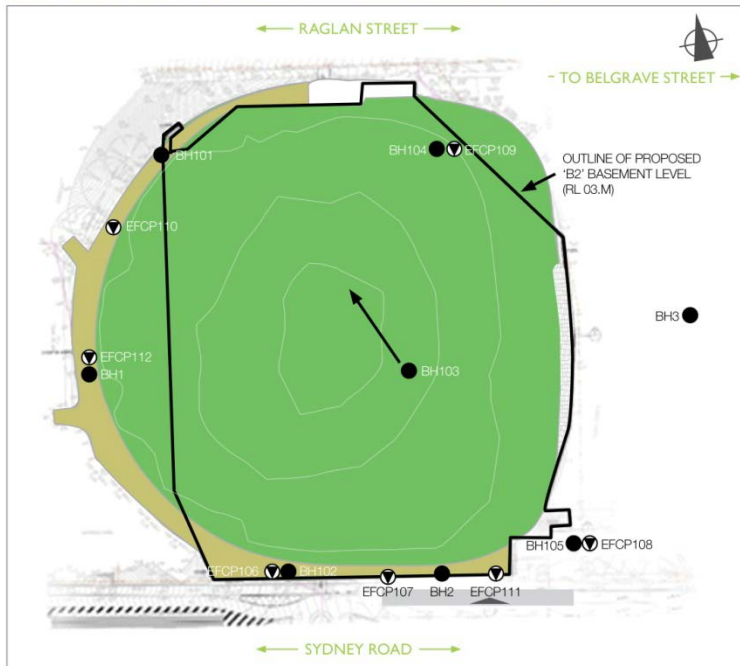 RAGLAN STREET
TO BELGRAVE STREET
BH101
BH104
EFCP109
OUTLINE OF PROPOSED
'B2' BASEMENT LEVEL
(RL 03.M)
EFCP110
BH3
EFCP112
BH1
BH103
BH105
EFCP108
EFCP106
BH102
EFCP107
BH2
EFCP111
SYDNEY ROAD